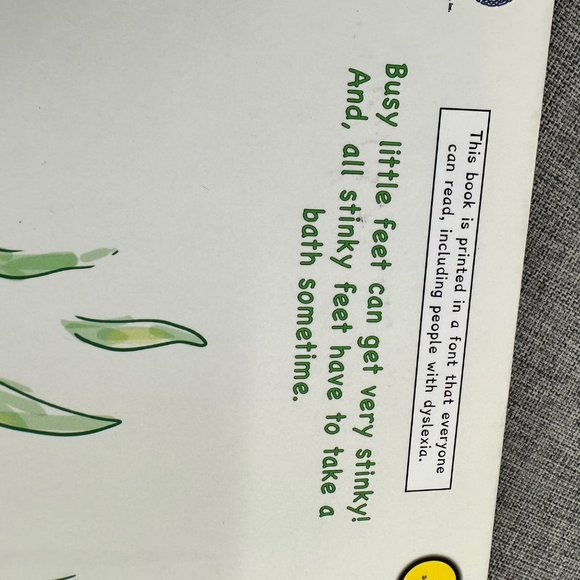 This book is printed in a font that everyone
can read, including people with dyslexia.
Busy little feet can get very stinky!
And, all stinky feet have to take a
bath sometime.